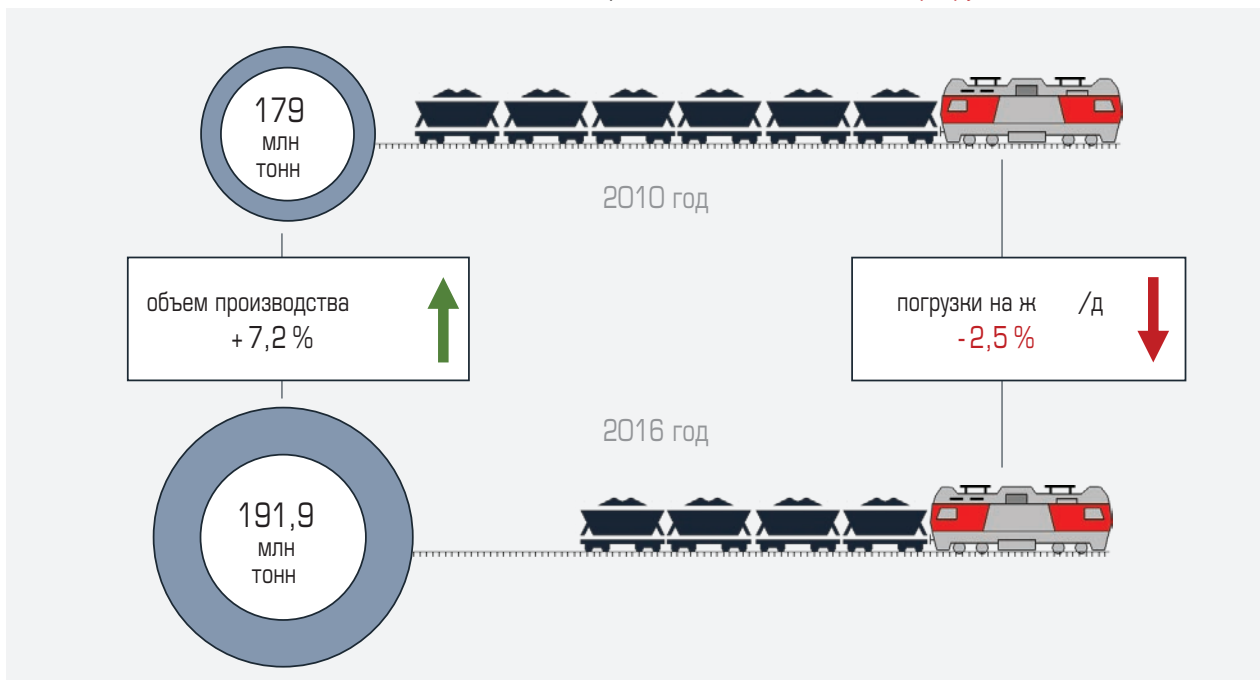 179
млн
тонн
2010 год
объем производства
+7,2 %
погрузки на ж /д
-2,5 %
2016 год
191,9
млн
тонн